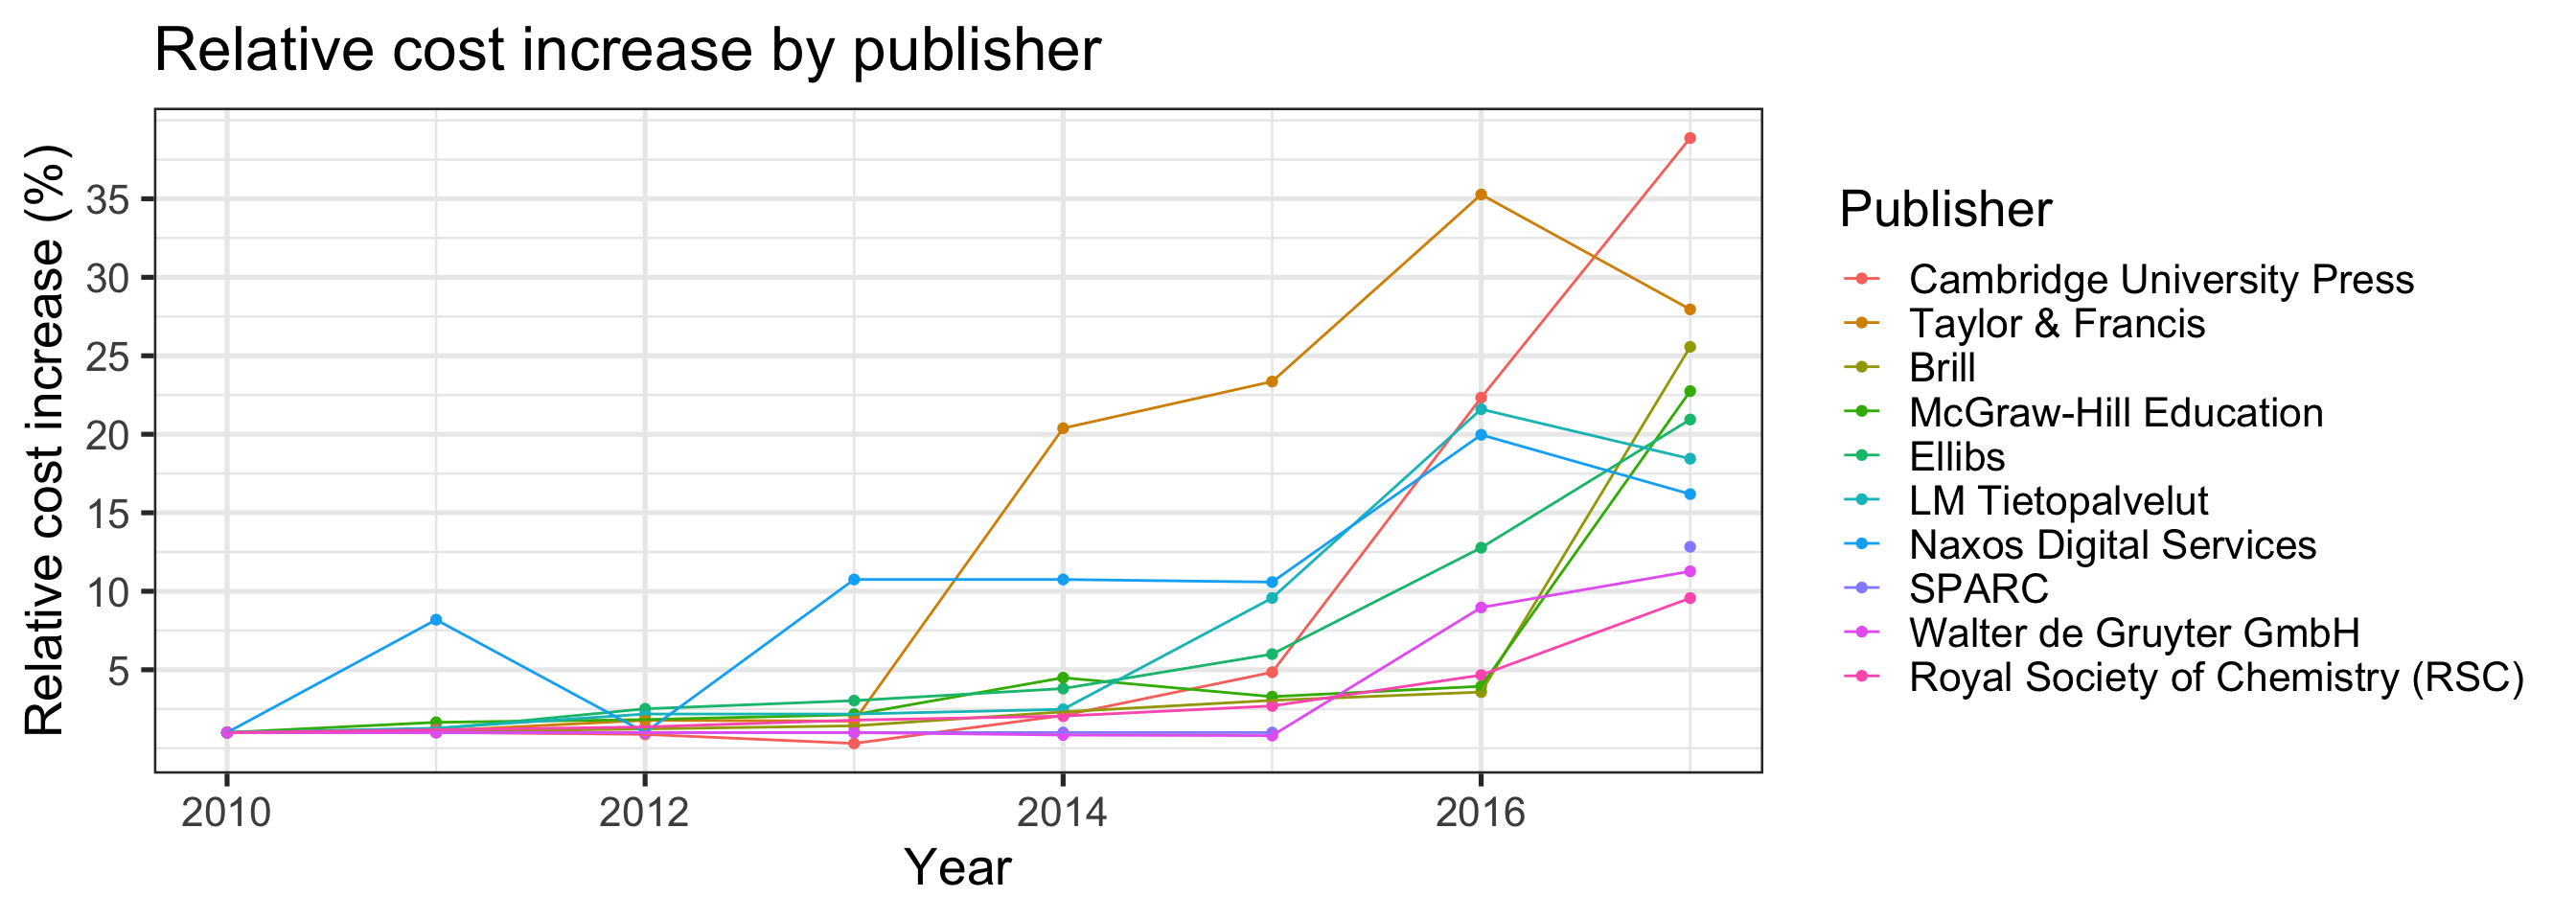 Relative cost increase by publisher
Relative cost increase (%)
35
30
25
20
15
10
5
2010 2012 2014 2016
Year
Publisher
Cambridge University Press
Taylor & Francis
Brill
McGraw-Hill Education
Ellibs
LM Tietopalvelut
Naxos Digital Services
SPARC
Walter de Gruyter GmbH
Royal Society of Chemistry (RSC)